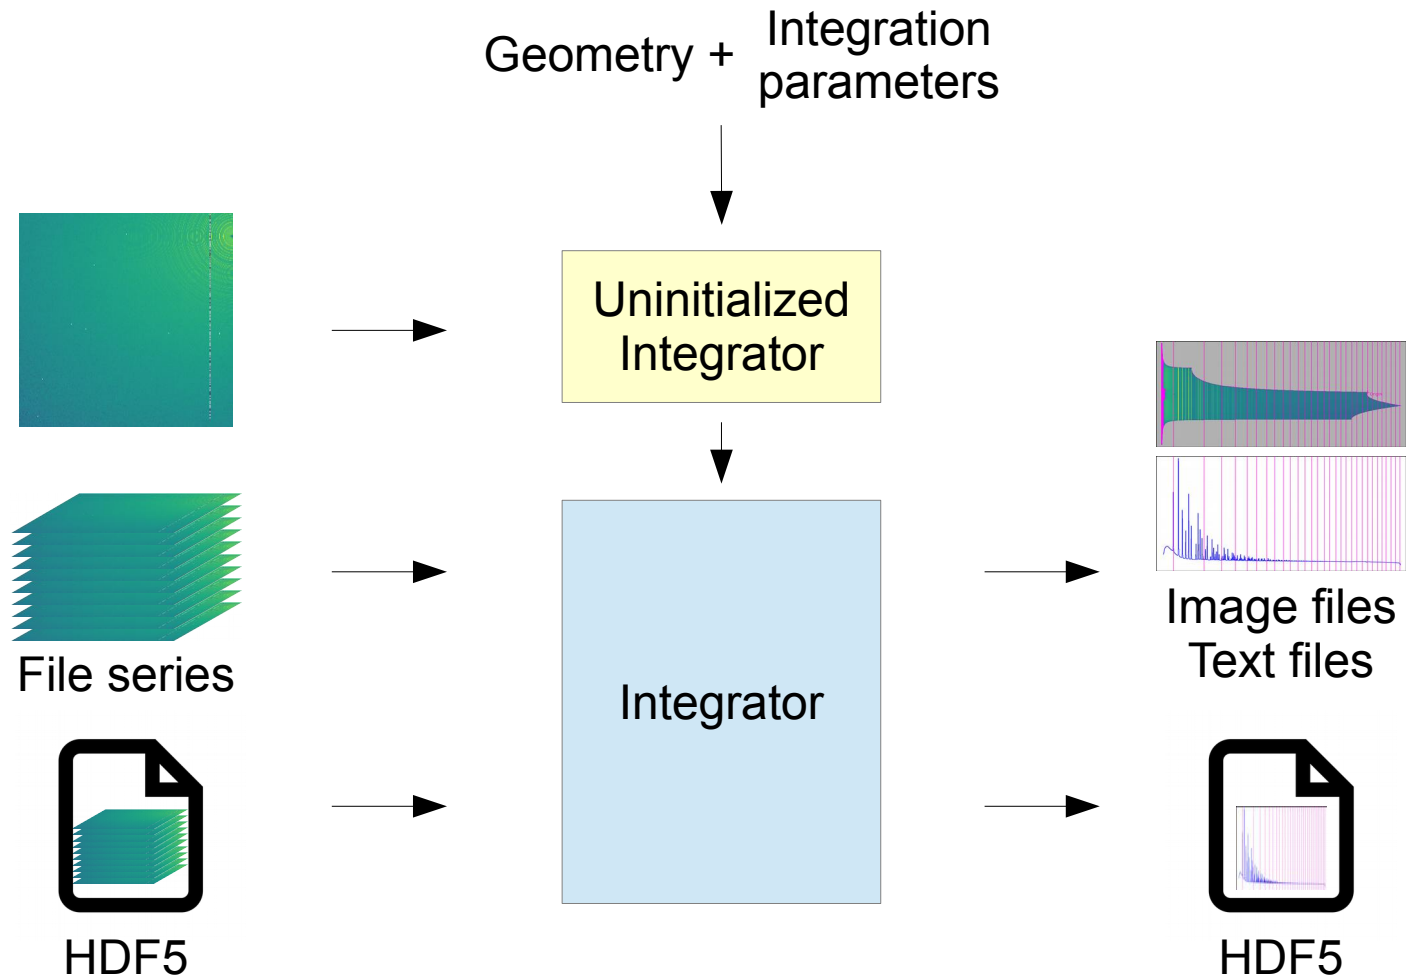 Geometry + Integration
parameters
Uninitialized
Integrator
Image files
Text files
File series
Integrator
HDF5
HDF5